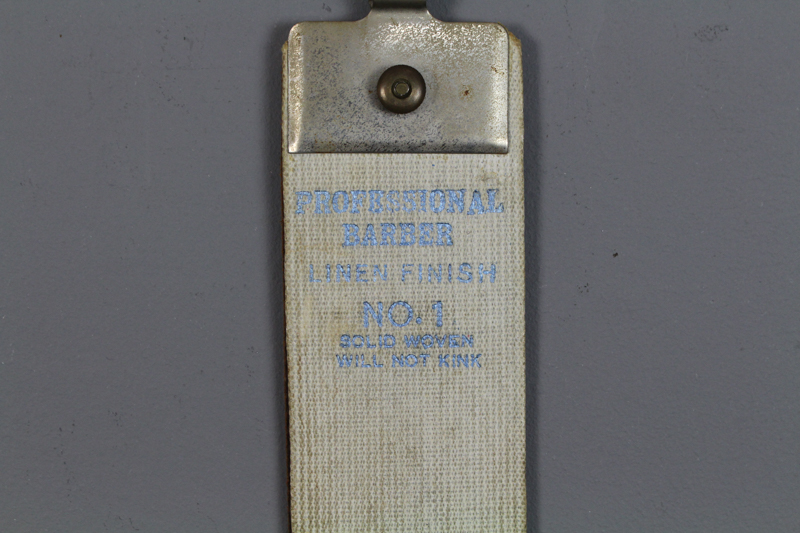 PROFESSIONAL
BARBER
LINEN FINISH
NO. 1
SOLID WOVEN
WILL NOT KINK